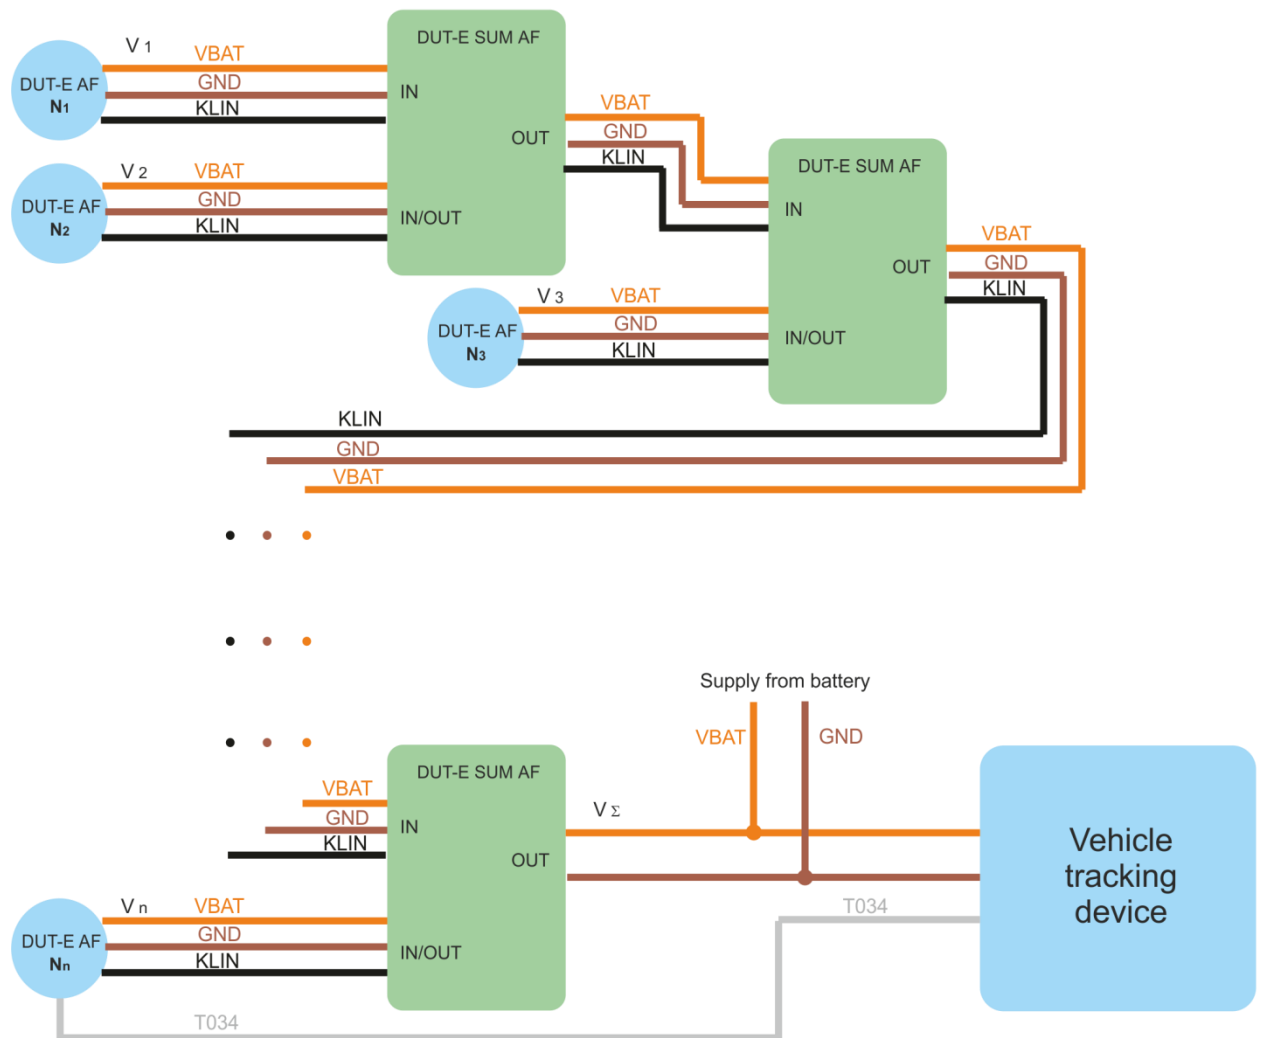 V 1
VBAT
GND
KLIN
DUT-E AF
N1
V 2
VBAT
GND
KLIN
DUT-E AF
N2
DUT-E SUM AF
IN
OUT
IN/OUT
VBAT
GND
KLIN
DUT-E SUM AF
IN
OUT
IN/OUT
V 3
VBAT
GND
KLIN
DUT-E AF
N3
VBAT
GND
KLIN
KLIN
GND
VBAT
Supply from battery
VBAT
GND
VBAT
GND
KLIN
DUT-E SUM AF
IN
OUT
IN/OUT
V Σ
V n
VBAT
GND
KLIN
DUT-E AF
Nn
T034
T034
Vehicle
tracking
device